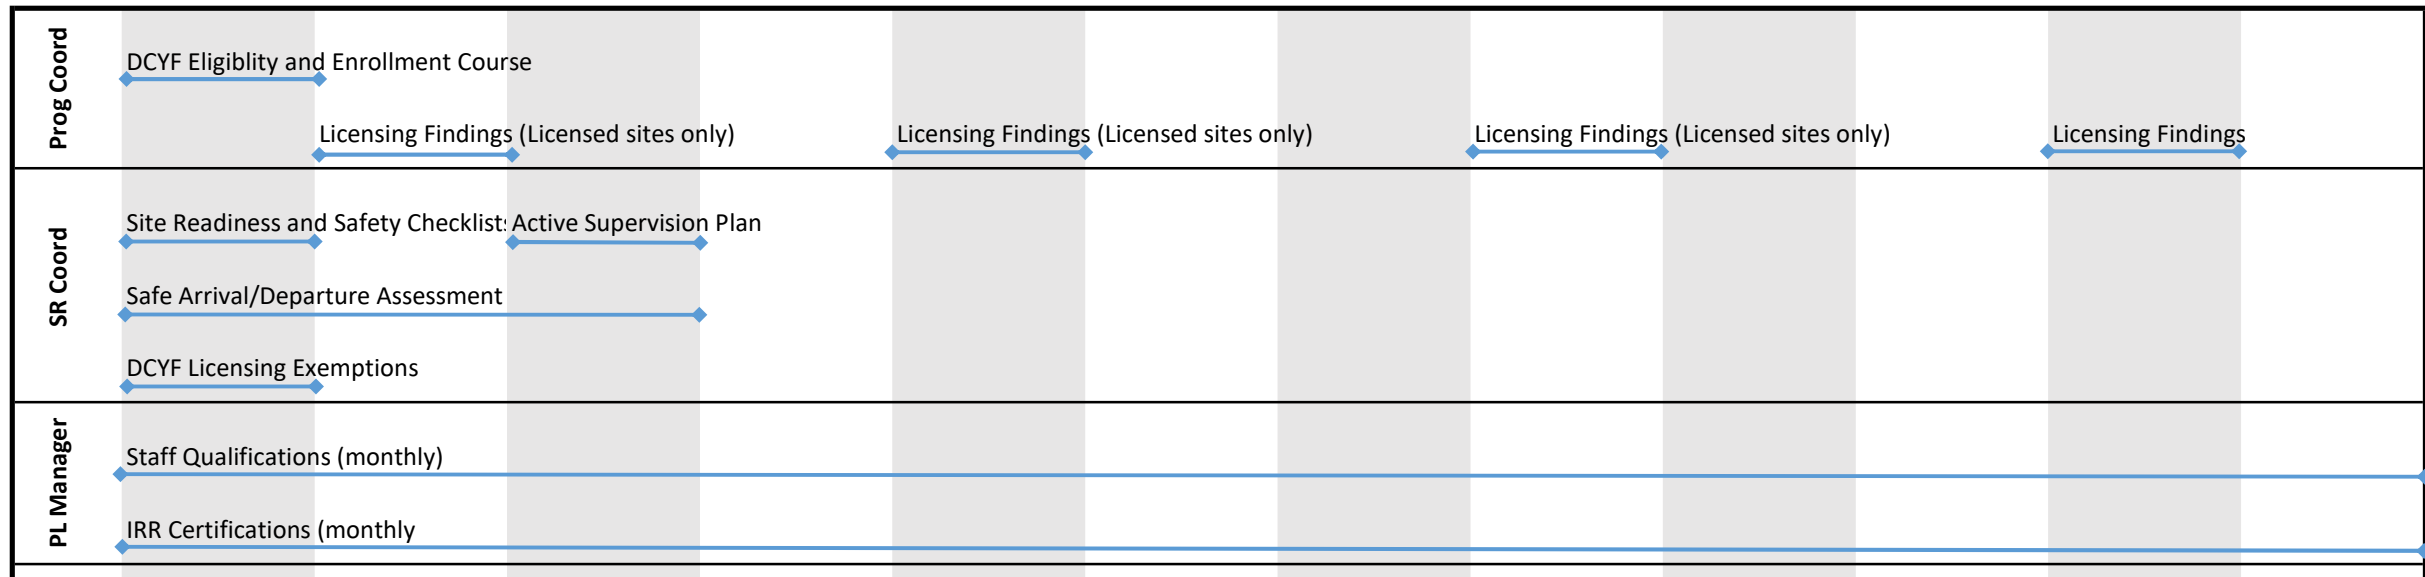 Prog Coord
DCYF Eligiblity and Enrollment Course
Licensing Findings (Licensed sites only)
Licensing Findings (Licensed sites only)
Licensing Findings (Licensed sites only)
Licensing Findings
SR Coord
Site Readiness and Safety Checklists
Active Supervision Plan
Safe Arrival/Departure Assessment
DCYF Licensing Exemptions
PL Manager
Staff Qualifications (monthly)
IRR Certifications (monthly